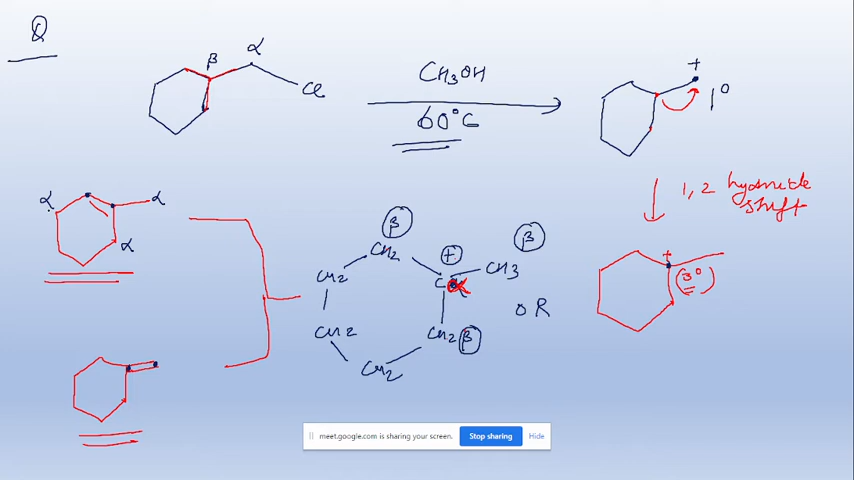 Q
β
α
Cl
CH3OH
60°C
+
1°
1,2 hydride
shift
α
α
α
β
CH2
+
β
C
CH3
CH2
CH2
CH2
β
CH2
OR
+
(3°)
meet.google.com is sharing your screen.
Stop sharing
Hide